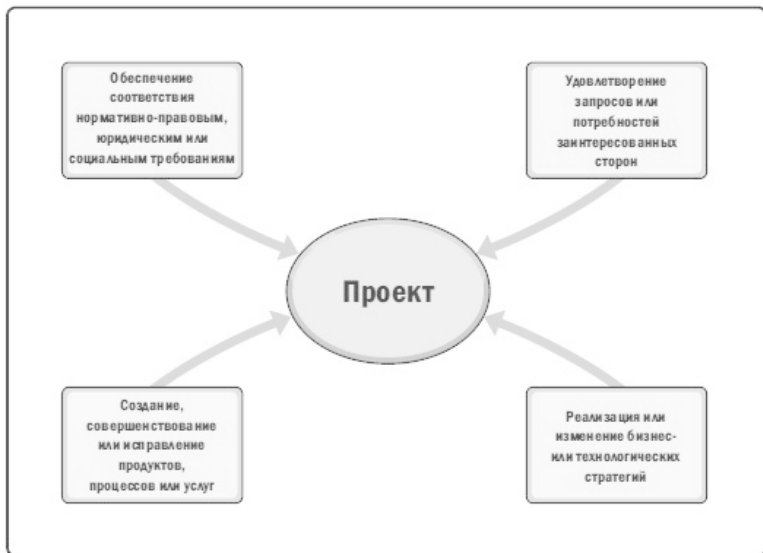 Обеспечение
соответствия
нормативно-правовым,
юридическим или
социальным требованиям
Удовлетворение
запросов или
потребностей
заинтересованных
сторон
Проект
Создание,
совершенствование
или исправление
продуктов,
процессов или услуг
Реализация или
изменение бизнес-
или технологических
стратегий